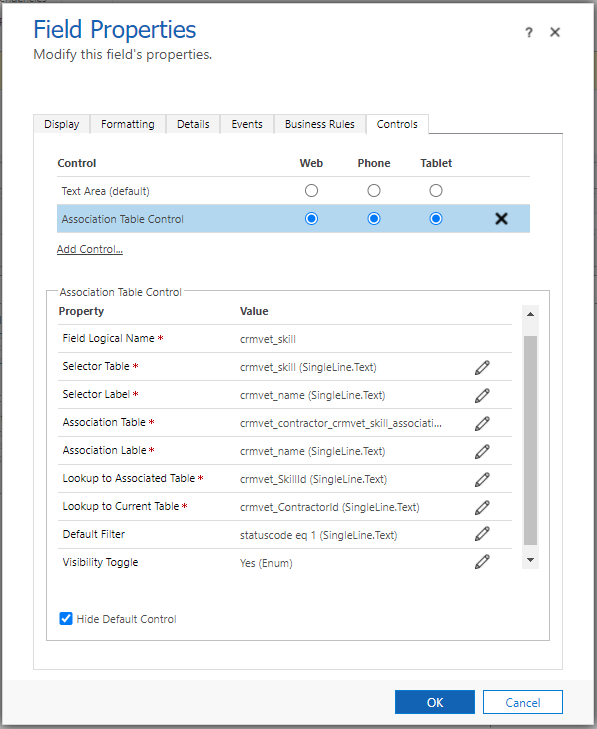 Field Properties
?
Modify this field's properties.
Display Formatting Details Events Business Rules Controls
Control Web Phone Tablet
Text Area (default)
Association Table Control
Add Control...
Association Table Control
Property Value
Field Logical Name * crmvet_skill
Selector Table * crmvet_skill (SingleLine.Text)
Selector Label * crmvet_name (SingleLine.Text)
Association Table * crmvet_contractor_crmvet_skill_associati...
Association Lable * crmvet_name (SingleLine.Text)
Lookup to Associated Table * crmvet_SkillId (SingleLine.Text)
Lookup to Current Table * crmvet_ContractorId (SingleLine.Text)
Default Filter statuscode eq 1 (SingleLine.Text)
Visibility Toggle Yes (Enum)
Hide Default Control
OK Cancel